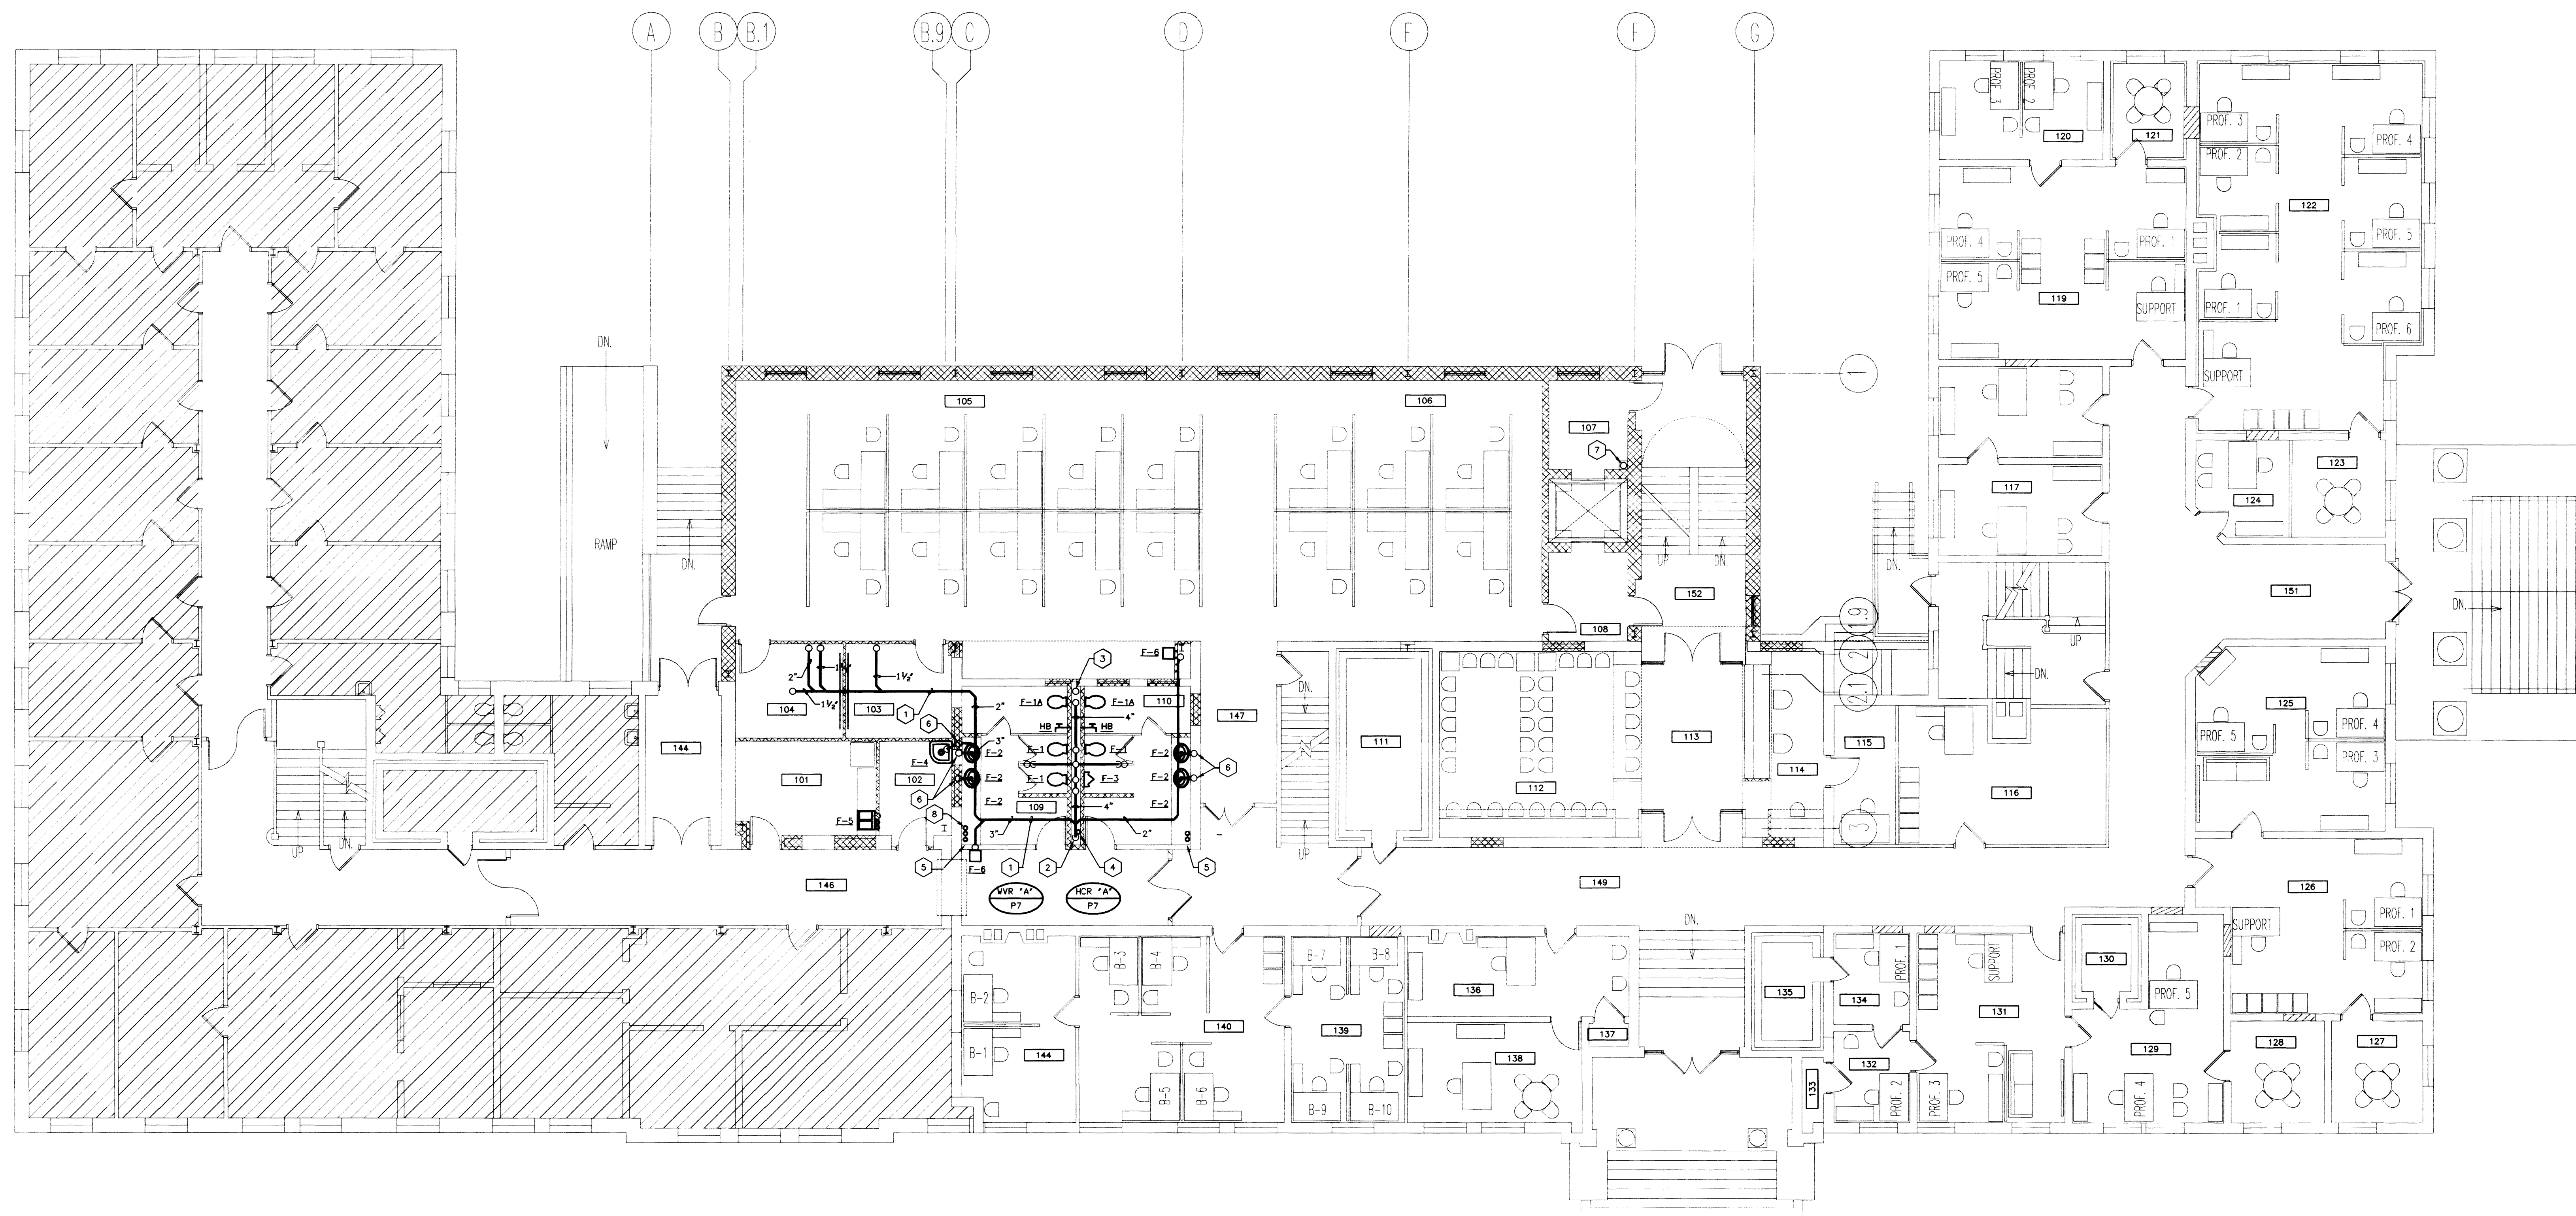 A B B.1 B.9 C D E F G
PROF. 3 PROF. 2
120 121
PROF. 3
PROF. 4
PROF. 2
122
PROF. 4 PROF. 1
PROF. 5
PROF. 5
119
SUPPORT
PROF. 1
PROF. 6
DN.
1
SUPPORT
105 106
107
7
123
117
124
RAMP
UP DN.
DN.
DN.
152
151
DN.
1.9
108
UP
2
DN.
2.1
F-6
3
2" 1½"
1½"
104 103
1
2"
F-1A F-1A
110
147
DN.
4"
HB HB
6
3"
144
F-2 F-1 F-1 F-2
F-4
6
101 102
F-2 F-1 F-3 F-2
6
109
4"
F-2 F-2
F-5
8
3" 2"
5 1 2 4 5
F-6
UP DN.
UP
111
112
113
114
115
116
3
125
PROF. 4
PROF. 5
PROF. 3
146
WVR "A"
P7
HCR "A"
P7
149
DN.
126
PROF. 1
SUPPORT
PROF. 2
B-3 B-4
B-7 B-8
B-2
B-1
144
140
139
B-5 B-6
B-9 B-10
136
137
138
135
134
PROF. 1
SUPPORT
131
130
PROF. 5
133
132
PROF. 2
PROF. 3
129
PROF. 4
128
127